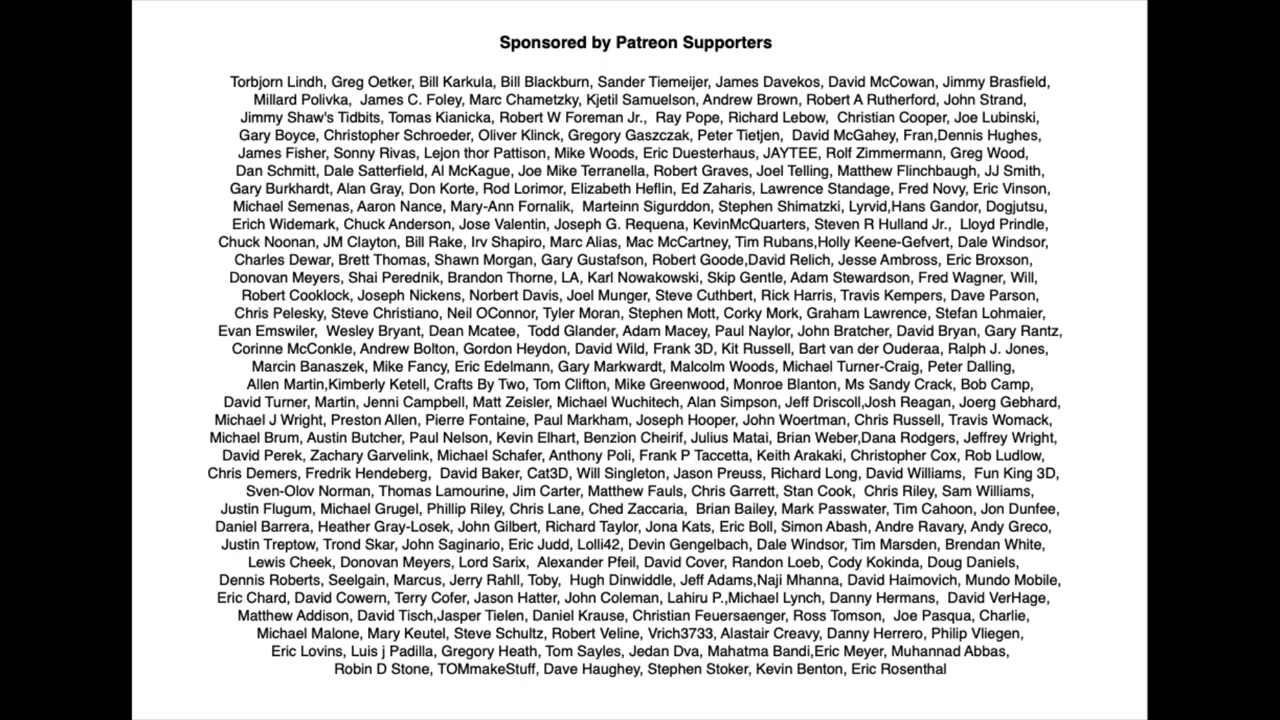 Sponsored by Patreon Supporters
Torbjorn Lindh, Greg Oetker, Bill Karkula, Bill Blackburn, Sander Tiemeijer, James Davekos, David McCowan, Jimmy Brasfield,
Millard Polivka,  James C. Foley, Marc Chametzky, Kjetil Samuelson, Andrew Brown, Robert A Rutherford, John Strand,
Jimmy Shaw's Tidbits, Tomas Kianicka, Robert W Foreman Jr.,  Ray Pope, Richard Lebow,  Christian Cooper, Joe Lubinski,
Gary Boyce, Christopher Schroeder, Oliver Klinck, Gregory Gaszczak, Peter Tietjen,  David McGahey, Fran,Dennis Hughes,
James Fisher, Sonny Rivas, Lejon thor Pattison, Mike Woods, Eric Duesterhaus, JAYTEE, Rolf Zimmermann, Greg Wood,
Dan Schmitt, Dale Satterfield, Al McKague, Joe Mike Terranella, Robert Graves, Joel Telling, Matthew Flinchbaugh, JJ Smith,
Gary Burkhardt, Alan Gray, Don Korte, Rod Lorimor, Elizabeth Heflin, Ed Zaharis, Lawrence Standage, Fred Novy, Eric Vinson,
Michael Semenas, Aaron Nance, Mary-Ann Fornalik,  Marteinn Sigurddon, Stephen Shimatzki, Lyrvid,Hans Gandor, Dogjutsu,
Erich Widemark, Chuck Anderson, Jose Valentin, Joseph G. Requena, KevinMcQuarters, Steven R Hulland Jr.,  Lloyd Prindle,
Chuck Noonan, JM Clayton, Bill Rake, Irv Shapiro, Marc Alias, Mac McCartney, Tim Rubans,Holly Keene-Gefvert, Dale Windsor,
Charles Dewar, Brett Thomas, Shawn Morgan, Gary Gustafson, Robert Goode,David Relich, Jesse Ambross, Eric Broxson,
Donovan Meyers, Shai Perednik, Brandon Thorne, LA, Karl Nowakowski, Skip Gentle, Adam Stewardson, Fred Wagner, Will,
Robert Cooklock, Joseph Nickens, Norbert Davis, Joel Munger, Steve Cuthbert, Rick Harris, Travis Kempers, Dave Parson,
Chris Pelesky, Steve Christiano, Neil OConnor, Tyler Moran, Stephen Mott, Corky Mork, Graham Lawrence, Stefan Lohmaier,
Evan Emswiler,  Wesley Bryant, Dean Mcatee,  Todd Glander, Adam Macey, Paul Naylor, John Bratcher, David Bryan, Gary Rantz,
Corinne McConkle, Andrew Bolton, Gordon Heydon, David Wild, Frank 3D, Kit Russell, Bart van der Ouderaa, Ralph J. Jones,
Marcin Banaszek, Mike Fancy, Eric Edelmann, Gary Markwardt, Malcolm Woods, Michael Turner-Craig, Peter Dalling,
Allen Martin,Kimberly Ketell, Crafts By Two, Tom Clifton, Mike Greenwood, Monroe Blanton, Ms Sandy Crack, Bob Camp,
David Turner, Martin, Jenni Campbell, Matt Zeisler, Michael Wuchitech, Alan Simpson, Jeff Driscoll,Josh Reagan, Joerg Gebhard,
Michael J Wright, Preston Allen, Pierre Fontaine, Paul Markham, Joseph Hooper, John Woertman, Chris Russell, Travis Womack,
Michael Brum, Austin Butcher, Paul Nelson, Kevin Elhart, Benzion Cheirif, Julius Matai, Brian Weber,Dana Rodgers, Jeffrey Wright,
David Perek, Zachary Garvelink, Michael Schafer, Anthony Poli, Frank P Taccetta, Keith Arakaki, Christopher Cox, Rob Ludlow,
Chris Demers, Fredrik Hendeberg,  David Baker, Cat3D, Will Singleton, Jason Preuss, Richard Long, David Williams,  Fun King 3D,
Sven-Olov Norman, Thomas Lamourine, Jim Carter, Matthew Fauls, Chris Garrett, Stan Cook,  Chris Riley, Sam Williams,
Justin Flugum, Michael Grugel, Phillip Riley, Chris Lane, Ched Zaccaria,  Brian Bailey, Mark Passwater, Tim Cahoon, Jon Dunfee,
Daniel Barrera, Heather Gray-Losek, John Gilbert, Richard Taylor, Jona Kats, Eric Boll, Simon Abash, Andre Ravary, Andy Greco,
Justin Treptow, Trond Skar, John Saginario, Eric Judd, Lolli42, Devin Gengelbach, Dale Windsor, Tim Marsden, Brendan White,
Lewis Cheek, Donovan Meyers, Lord Sarix,  Alexander Pfeil, David Cover, Randon Loeb, Cody Kokinda, Doug Daniels,
Dennis Roberts, Seelgain, Marcus, Jerry Rahll, Toby,  Hugh Dinwiddle, Jeff Adams,Naji Mhanna, David Haimovich, Mundo Mobile,
Eric Chard, David Cowern, Terry Cofer, Jason Hatter, John Coleman, Lahiru P.,Michael Lynch, Danny Hermans,  David VerHage,
Matthew Addison, David Tisch,Jasper Tielen, Daniel Krause, Christian Feuersaenger, Ross Tomson,  Joe Pasqua, Charlie,
Michael Malone, Mary Keutel, Steve Schultz, Robert Veline, Vrich3733, Alastair Creavy, Danny Herrero, Philip Vliegen,
Eric Lovins, Luis j Padilla, Gregory Heath, Tom Sayles, Jedan Dva, Mahatma Bandi,Eric Meyer, Muhannad Abbas,
Robin D Stone, TOMmakeStuff, Dave Haughey, Stephen Stoker, Kevin Benton, Eric Rosenthal